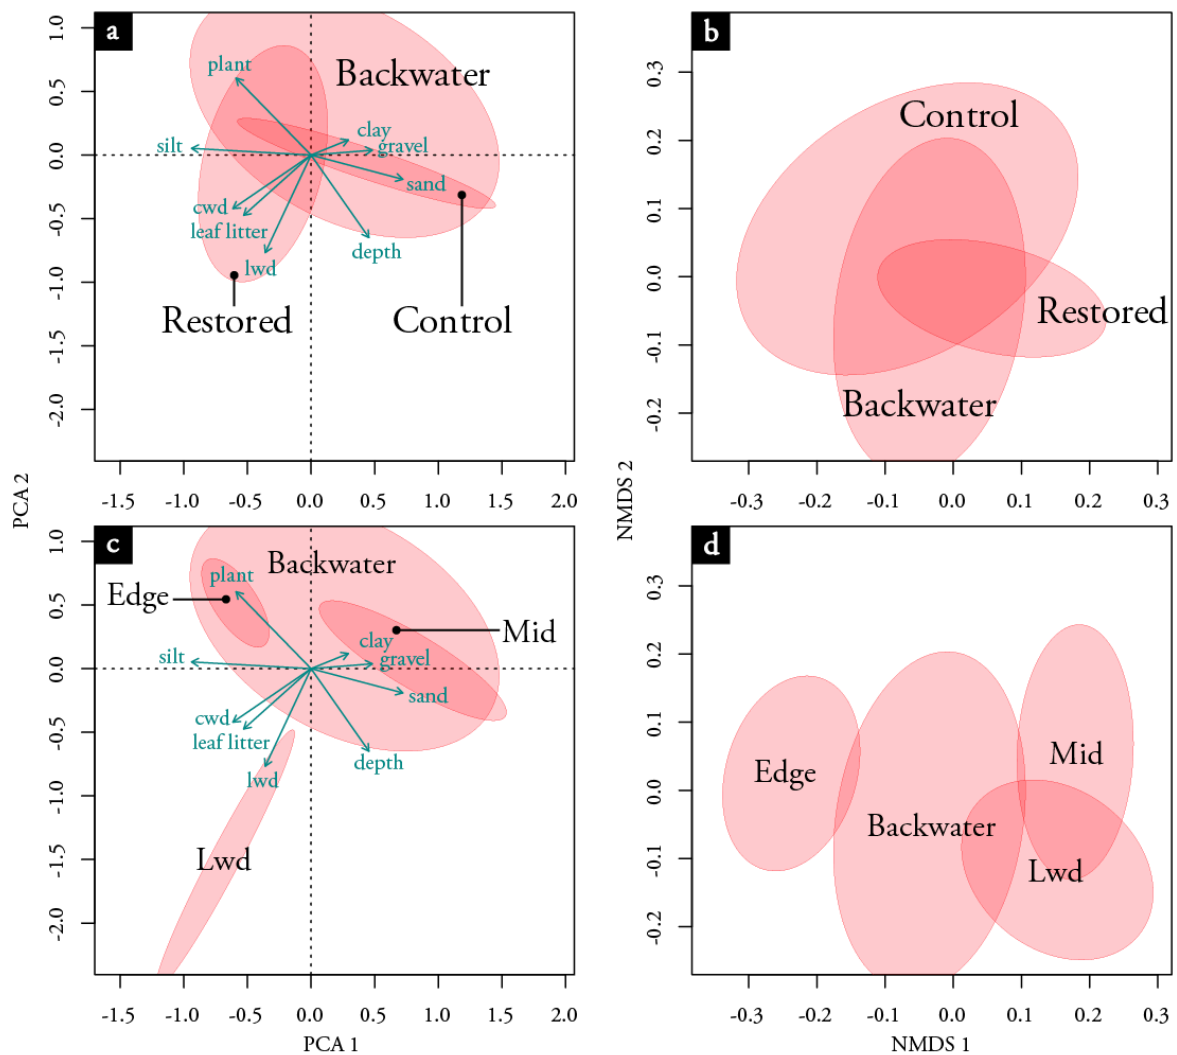 a
1.0
0.5
0.0
-0.5
-1.0
-1.5
-2.0
plant
Backwater
silt
clay
gravel
sand
cwd
leaf litter
lwd
depth
Restored
Control
-1.5 -1.0 -0.5 0.0 0.5 1.0 1.5 2.0
b
0.3
0.2
0.1
0.0
-0.1
-0.2
Control
Restored
Backwater
-0.3 -0.2 -0.1 0.0 0.1 0.2 0.3
PCA 2
NMDS 2
c
1.0
0.5
0.0
-0.5
-1.0
-1.5
-2.0
Backwater
plant
Edge
Mid
silt
clay
gravel
sand
cwd
leaf litter
lwd
depth
Lwd
-1.5 -1.0 -0.5 0.0 0.5 1.0 1.5 2.0
PCA 1
d
0.3
0.2
0.1
0.0
-0.1
-0.2
Edge
Mid
Backwater
Lwd
-0.3 -0.2 -0.1 0.0 0.1 0.2 0.3
NMDS 1